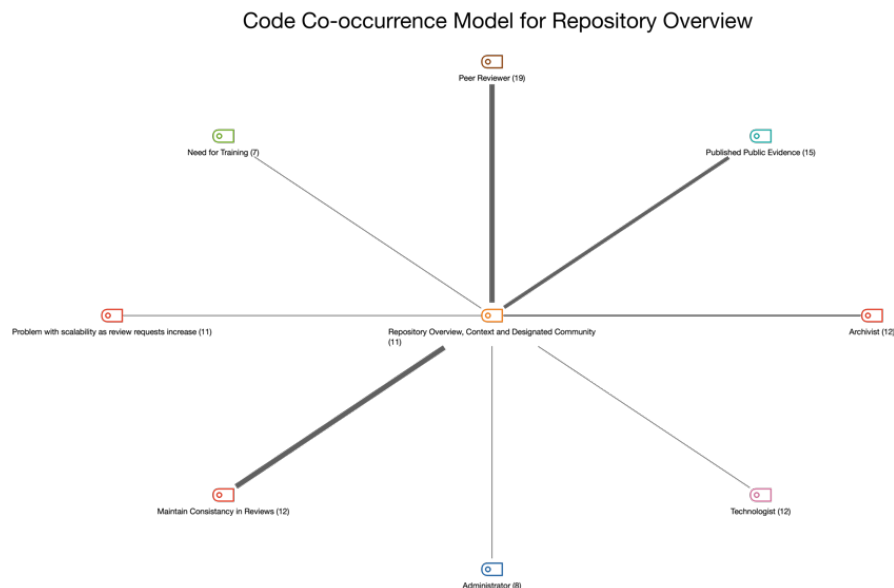 Code Co-occurrence Model for Repository Overview
Peer Reviewer (19)
Need for Training (7)
Published Public Evidence (15)
Problem with scalability as review requests increase (11)
Repository Overview, Context and Designated Community
(11)
Archivist (12)
Maintain Consistancy in Reviews (12)
Technologist (12)
Administrator (8)